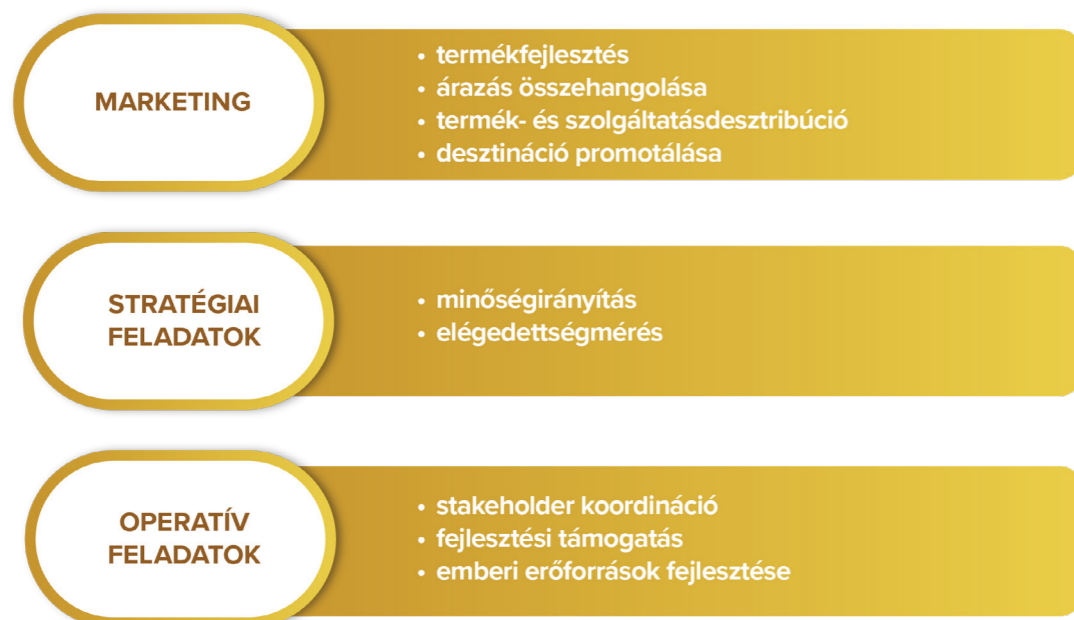 MARKETING
• termékfejlesztés
• árazás összehangolása
• termék- és szolgáltatásdesztribúció
• desztináció promotálása
STRATÉGIAI
FELADATOK
• minőségirányítás
• elégedettségmérés
OPERATÍV
FELADATOK
• stakeholder koordináció
• fejlesztési támogatás
• emberi erőforrások fejlesztése